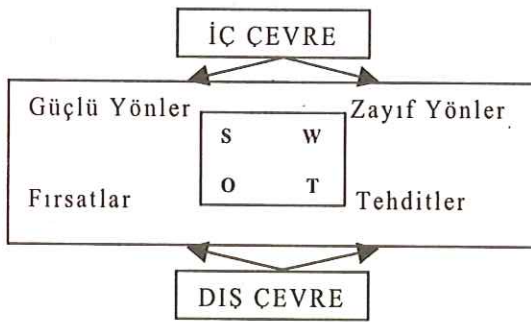 İÇ ÇEVRE
Güçlü Yönler Zayıf Yönler
S W
O T
Fırsatlar Tehditler
DIŞ ÇEVRE